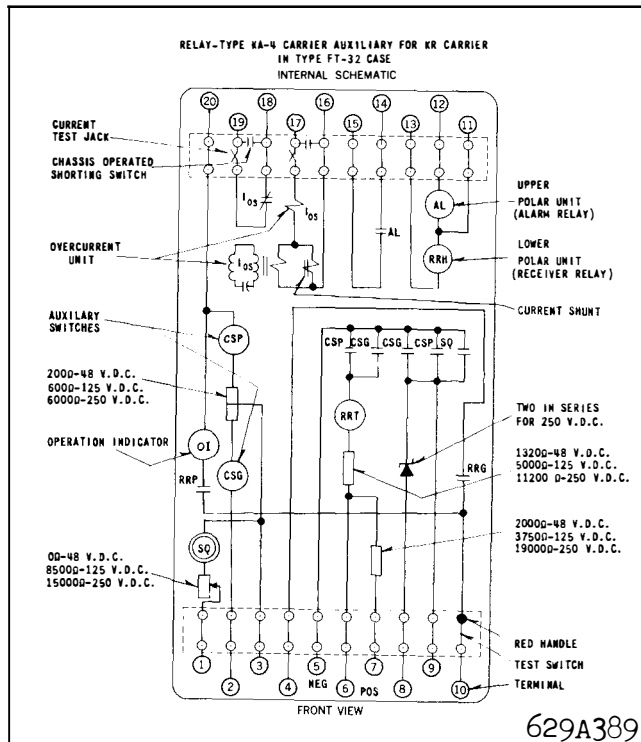 RELAY-TYPE KA-4 CARRIER AUXILIARY FOR KR CARRIER
IN TYPE FT-32 CASE
INTERNAL SCHEMATIC
20
19
18
17
16
15
14
13
12
11
CURRENT
TEST JACK
CHASSIS OPERATED
SHORTING SWITCH
IOS
IOS
AL
AL
UPPER
POLAR UNIT
(ALARM RELAY)
OVERCURRENT
UNIT
IOS
RRH
LOWER
POLAR UNIT
(RECEIVER RELAY)
CURRENT SHUNT
AUXILARY
SWITCHES
CSP
CSP
CSG
CSG
CSP
SQ
200Ω-48 V.D.C.
600Ω-125 V.D.C.
6000Ω-250 V.D.C.
RRT
TWO IN SERIES
FOR 250 V.D.C.
OPERATION INDICATOR
OI
CSG
RRP
RRG
1320Ω-48 V.D.C.
5000Ω-125 V.D.C.
11200 Ω-250 V.D.C.
SQ
2000Ω-48 V.D.C.
3750Ω-125 V.D.C.
19000Ω-250 V.D.C.
0Ω-48 V.D.C.
8500Ω-125 V.D.C.
15000Ω-250 V.D.C.
RED HANDLE
TEST SWITCH
TERMINAL
1
2
3
4
5
NEG
6
POS
7
8
9
10
FRONT VIEW
629A389